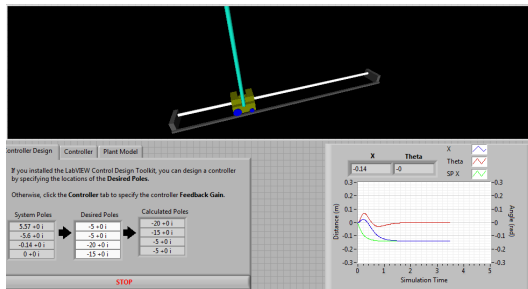 ontroller Design Controller Plant Model
If you installed the LabVIEW Control Design Toolkit, you can design a controller
by specifying the locations of the Desired Poles.
Otherwise, click the Controller tab to specify the controller Feedback Gain.
System Poles Desired Poles Calculated Poles
5.57 +0 i -5 +0 i -20 +0 i
-5.6 +0 i -5 +0 i -15 +0 i
-0.14 +0 i -20 +0 i -5 +0 i
0 +0 i -15 +0 i -5 +0 i
STOP
X Theta
-0.14 -0
X
Theta
SP X
Distance (m)
0.3-
0.2-
0.1-
0-
-0.1-
-0.2-
-0.3-
-0.3
-0.2
-0.1
-0
--0.1
--0.2
--0.3
Angle (rad)
0 1 2 3 4 5
Simulation Time